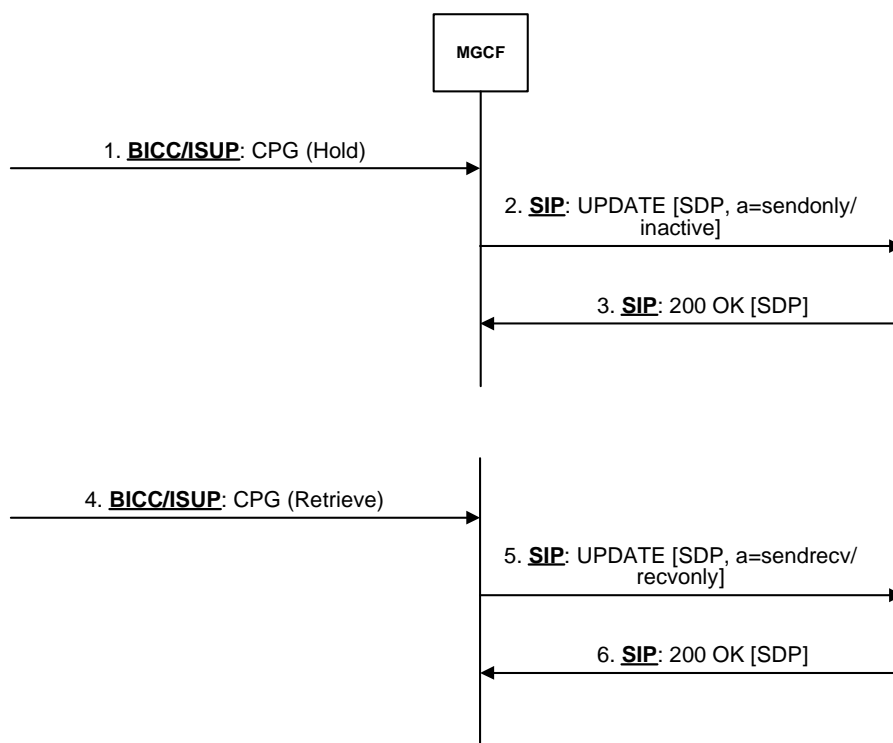 MGCF
1. BICC/ISUP: CPG (Hold)
2. SIP: UPDATE [SDP, a=sendonly/
inactive]
3. SIP: 200 OK [SDP]
4. BICC/ISUP: CPG (Retrieve)
5. SIP: UPDATE [SDP, a=sendrecv/
recvonly]
6. SIP: 200 OK [SDP]